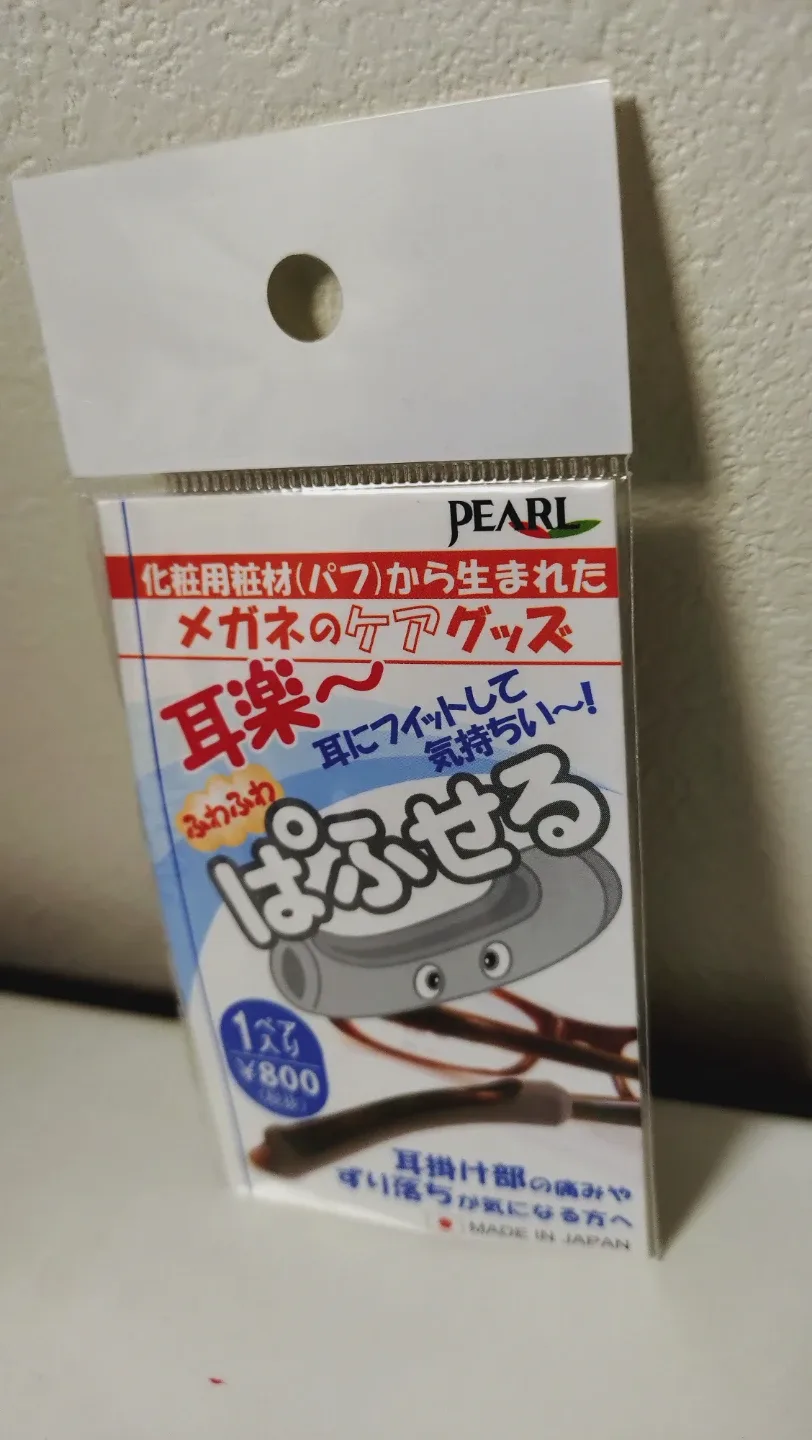 PEARL
化粧用粧材(パフ)から生まれた
メガネのケアグッズ
耳楽〜
耳にフィットして
気持ちい〜!
ふわふわ
ぱふせる
1ペア
入り
¥800
耳掛け部の痛みや
ずり落ちが気になる方へ
MADE IN JAPAN